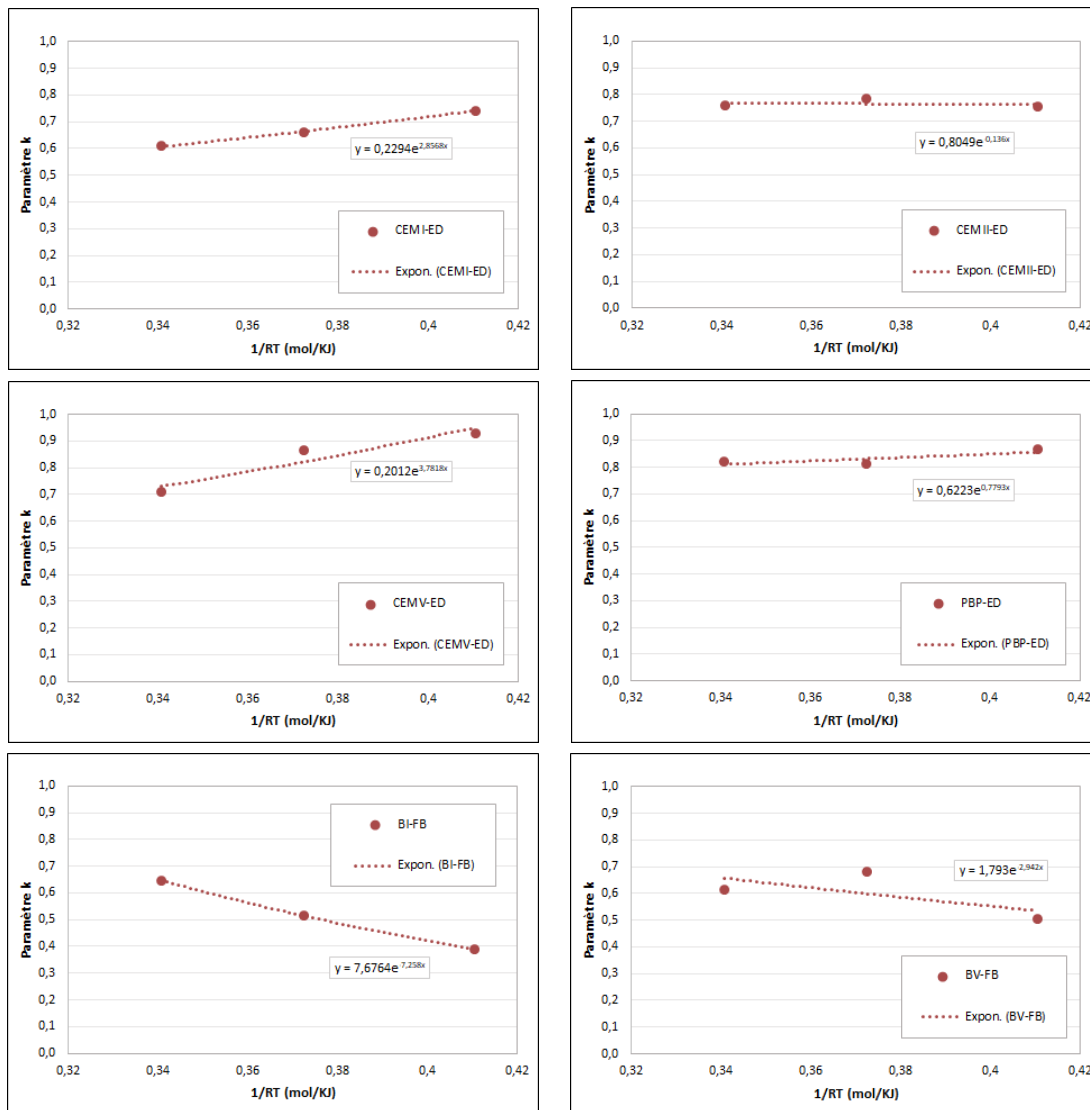 1,0
0,9
0,8
0,7
0,6
0,5
0,4
0,3
0,2
0,1
0,0
Paramètre k
y = 0,2294e^2,8568x
CEMI-ED
Expon. (CEMI-ED)
0,32 0,34 0,36 0,38 0,4 0,42
1/RT (mol/KJ)
1,0
0,9
0,8
0,7
0,6
0,5
0,4
0,3
0,2
0,1
0,0
Paramètre k
y = 0,8049e^-0,136x
CEMII-ED
Expon. (CEMII-ED)
0,32 0,34 0,36 0,38 0,4 0,42
1/RT (mol/KJ)
1,0
0,9
0,8
0,7
0,6
0,5
0,4
0,3
0,2
0,1
0,0
Paramètre k
y = 0,2012e^3,7818x
CEMV-ED
Expon. (CEMV-ED)
0,32 0,34 0,36 0,38 0,4 0,42
1/RT (mol/KJ)
1,0
0,9
0,8
0,7
0,6
0,5
0,4
0,3
0,2
0,1
0,0
Paramètre k
y = 0,6223e^0,7793x
PBP-ED
Expon. (PBP-ED)
0,32 0,34 0,36 0,38 0,4 0,42
1/RT (mol/KJ)
1,0
0,9
0,8
0,7
0,6
0,5
0,4
0,3
0,2
0,1
0,0
Paramètre k
BI-FB
Expon. (BI-FB)
y = 7,6764e^-7,258x
0,32 0,34 0,36 0,38 0,4 0,42
1/RT (mol/KJ)
1,0
0,9
0,8
0,7
0,6
0,5
0,4
0,3
0,2
0,1
0,0
Paramètre k
y = 1,793e^-2,942x
BV-FB
Expon. (BV-FB)
0,32 0,34 0,36 0,38 0,4 0,42
1/RT (mol/KJ)